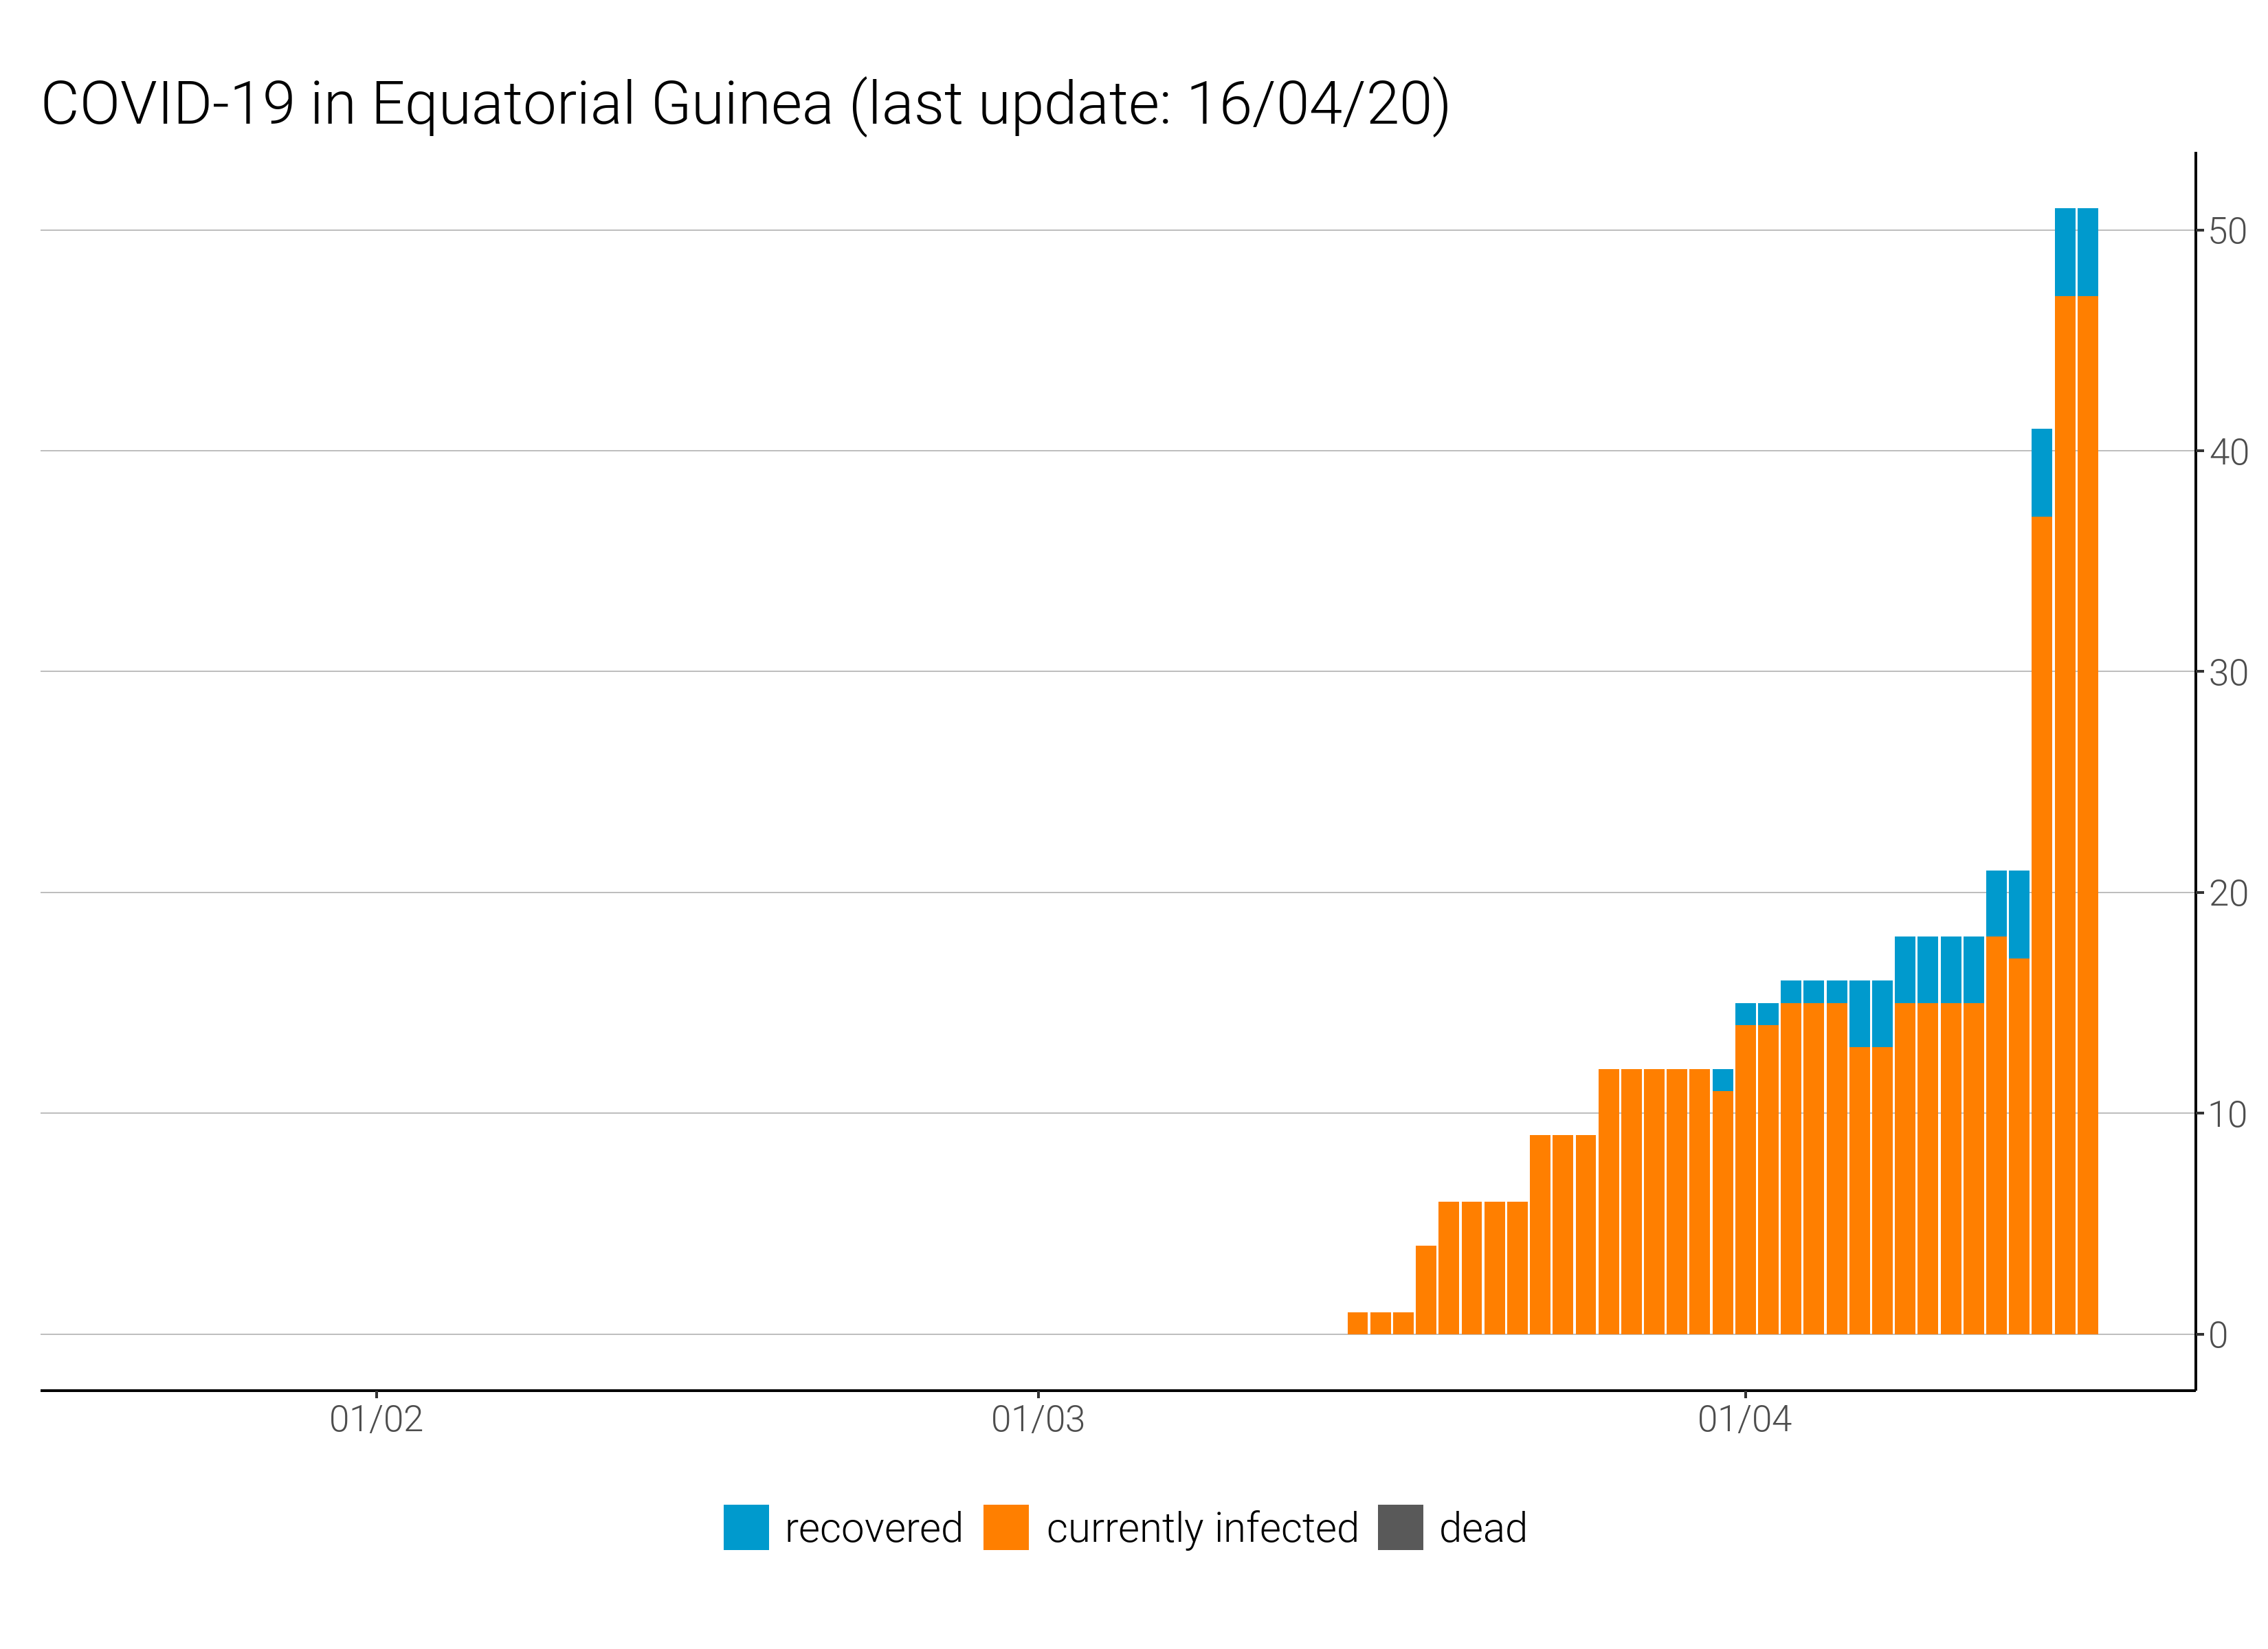 COVID-19 in Equatorial Guinea (last update: 16/04/20)
50
40
30
20
10
0
01/02 01/03 01/04
recovered currently infected dead